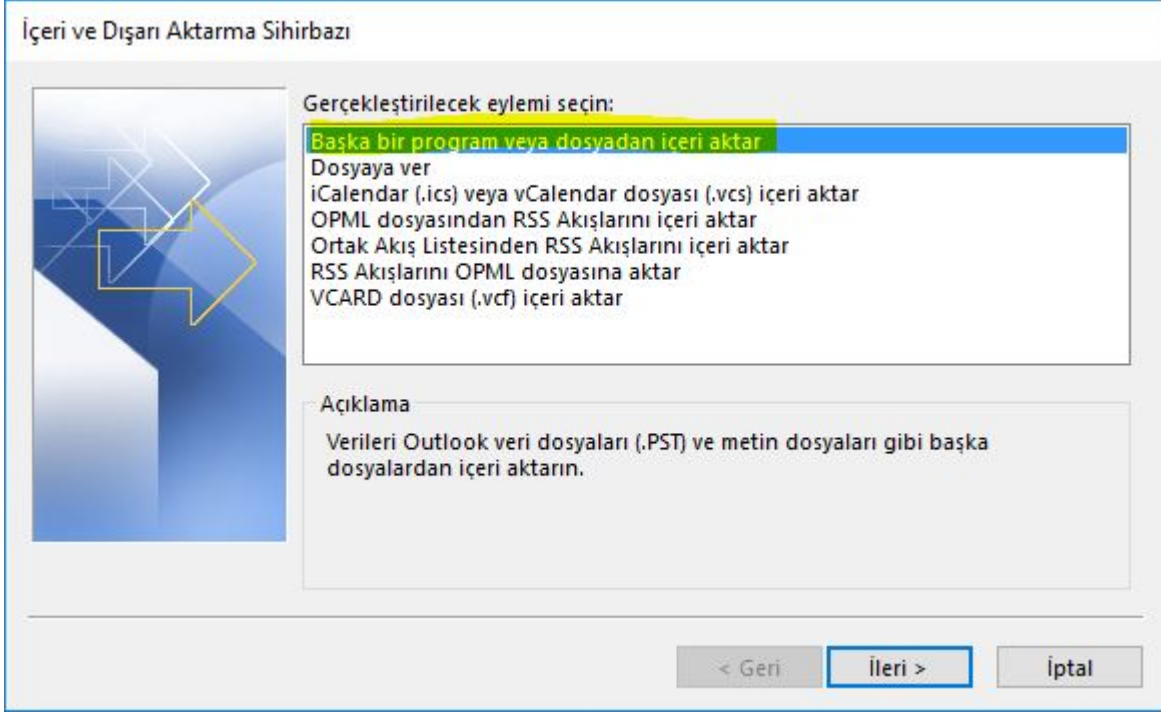 İçeri ve Dışarı Aktarma Sihirbazı
Gerçekleştirilecek eylemi seçin:
Başka bir program veya dosyadan içeri aktar
Dosyaya ver
iCalendar (.ics) veya vCalendar dosyası (.vcs) içeri aktar
OPML dosyasından RSS Akışlarını içeri aktar
Ortak Akış Listesinden RSS Akışlarını içeri aktar
RSS Akışlarını OPML dosyasına aktar
VCARD dosyası (.vcf) içeri aktar
Açıklama
Verileri Outlook veri dosyaları (.PST) ve metin dosyaları gibi başka
dosyalardan içeri aktarın.
< Geri İleri > İptal